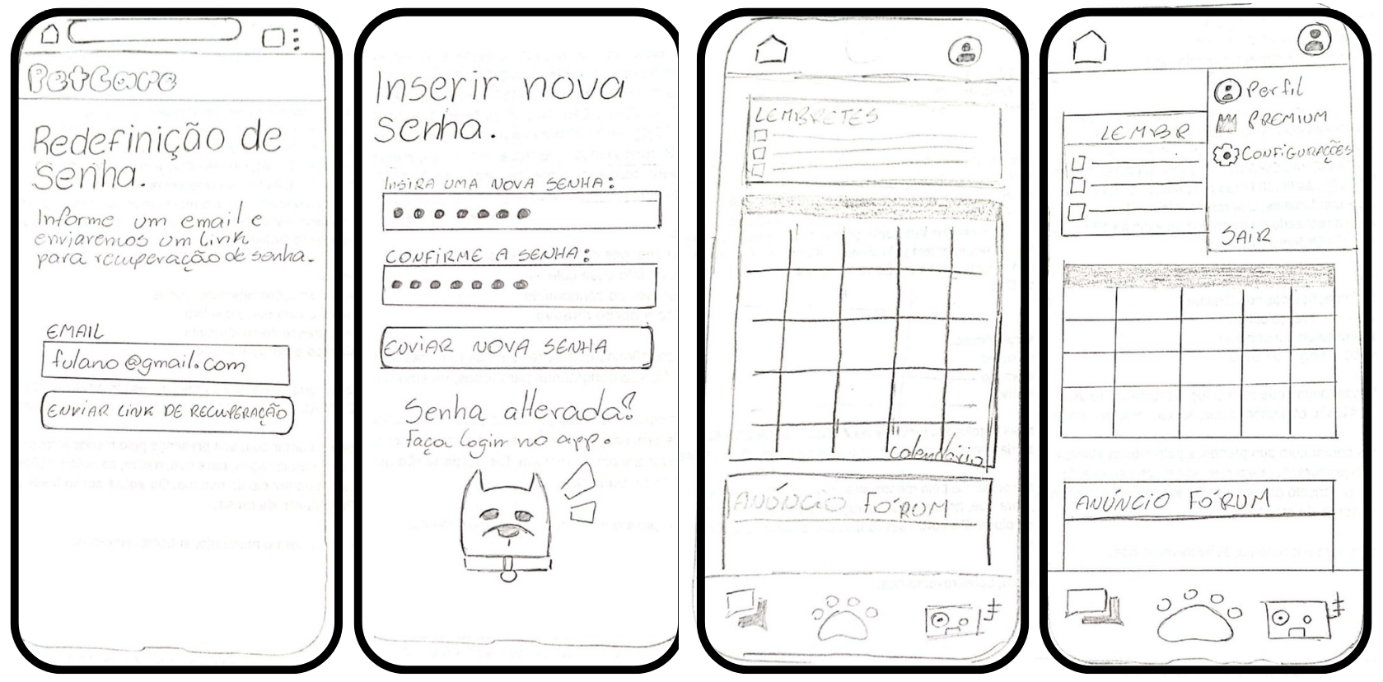 PetCare
Redefinição de
Senha.
Informe um email e
enviaremos um link
para recuperação de senha.
EMAIL
fulano@gmail.com
ENVIAR LINK DE RECUPERAÇÃO
Inserir nova
senha.
INSIRA UMA NOVA SENHA:
CONFIRME A SENHA:
ENVIAR NOVA SENHA
Senha alterada!
Faça login no app.
LEMBRETES
calendário
ANÚNCIO FÓRUM
Perfil
PREMIUM
CONFIGURAÇÕES
SAIR
LEMBR
ANÚNCIO FÓRUM